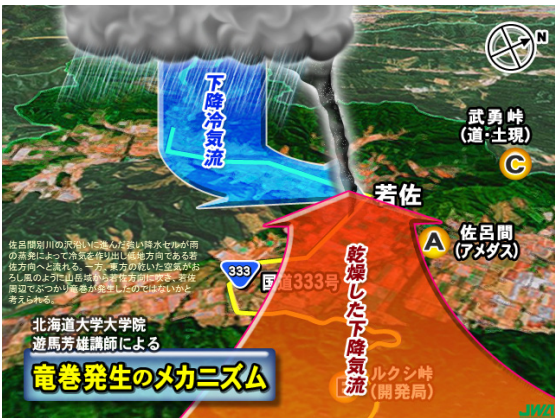 N
下降冷気流
武勇峠
(道・土現)
C
若佐
佐呂間
(アメダス)
A
佐呂間別川の沢沿いに進んだ強い降水セルが雨
の蒸発によって冷気を作り出し低地方向である若
佐方向へと流れる。一方、東方の乾いた空気がお
ろし風のように山岳域から若佐方向に吹き、若佐
周辺でぶつかり竜巻が発生したのではないかと
考えられる。
333
国道333号
乾燥した下降気流
北海道大学大学院
遊馬芳雄講師による
竜巻発生のメカニズム
ルクシ峠
(開発局)
JWA